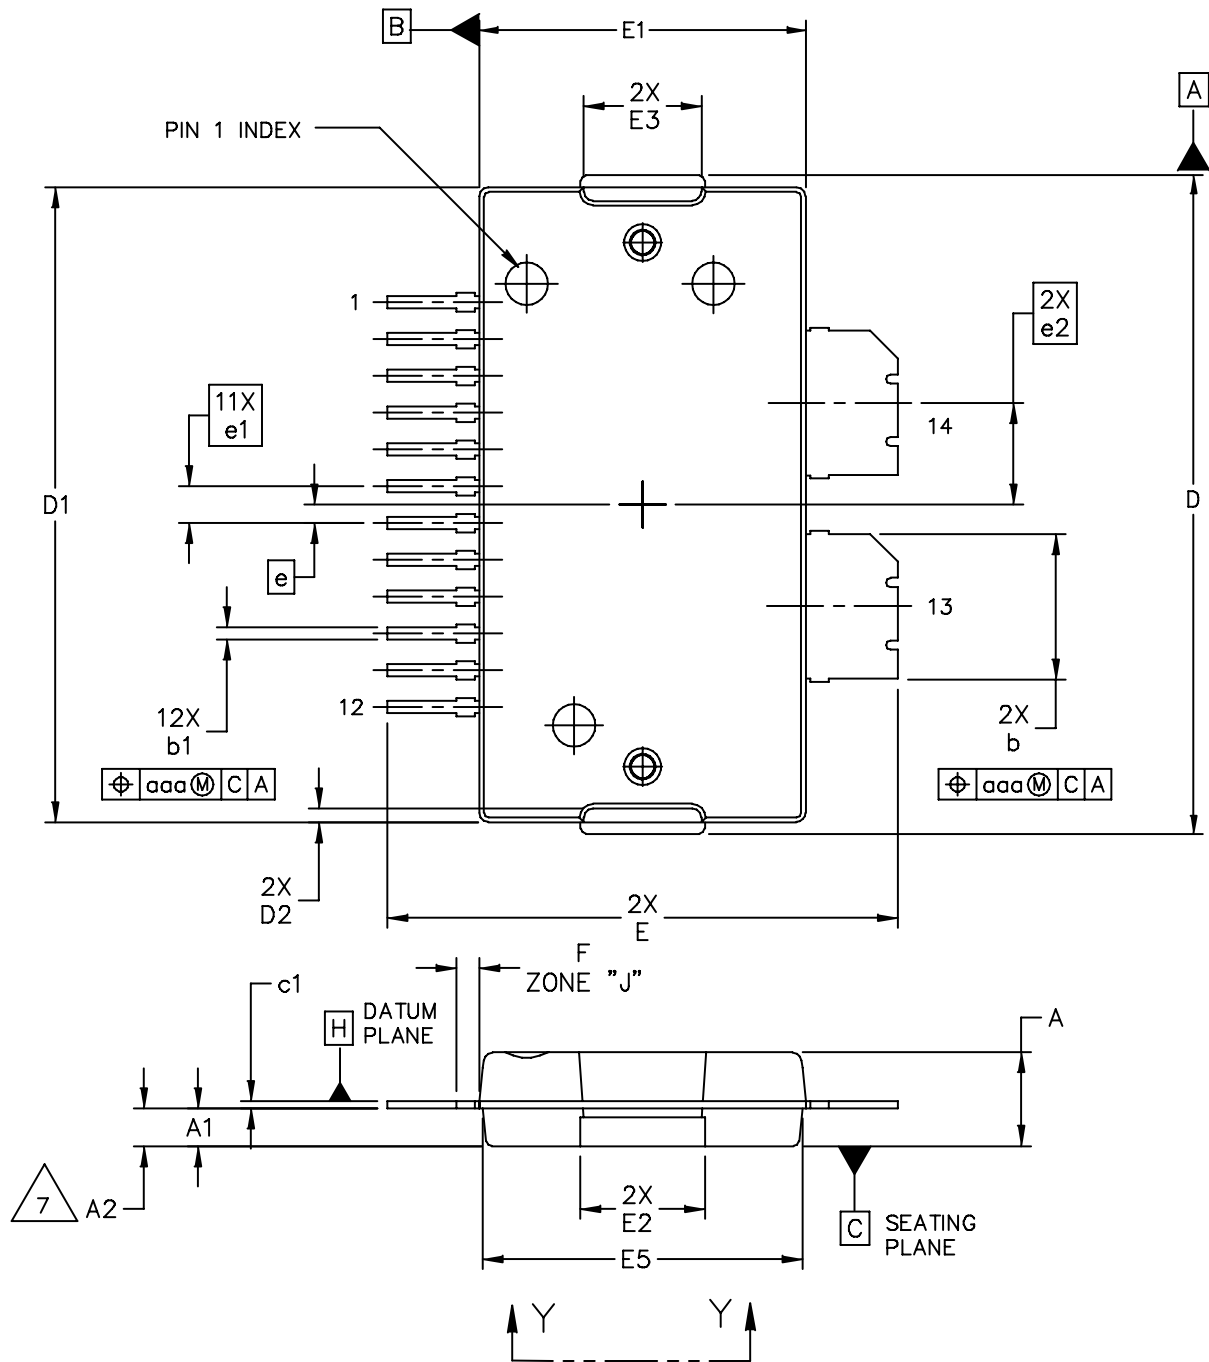 B
E1
2X
E3
A
PIN 1 INDEX
1
2X
e2
11X
e1
14
D1
D
e
13
12
12X
b1
2X
b
⌖ aaa Ⓜ C A
⌖ aaa Ⓜ C A
2X
D2
2X
E
F
ZONE "J"
c1
H
DATUM
PLANE
A
A1
7
A2
2X
E2
C
SEATING
PLANE
E5
Y
Y